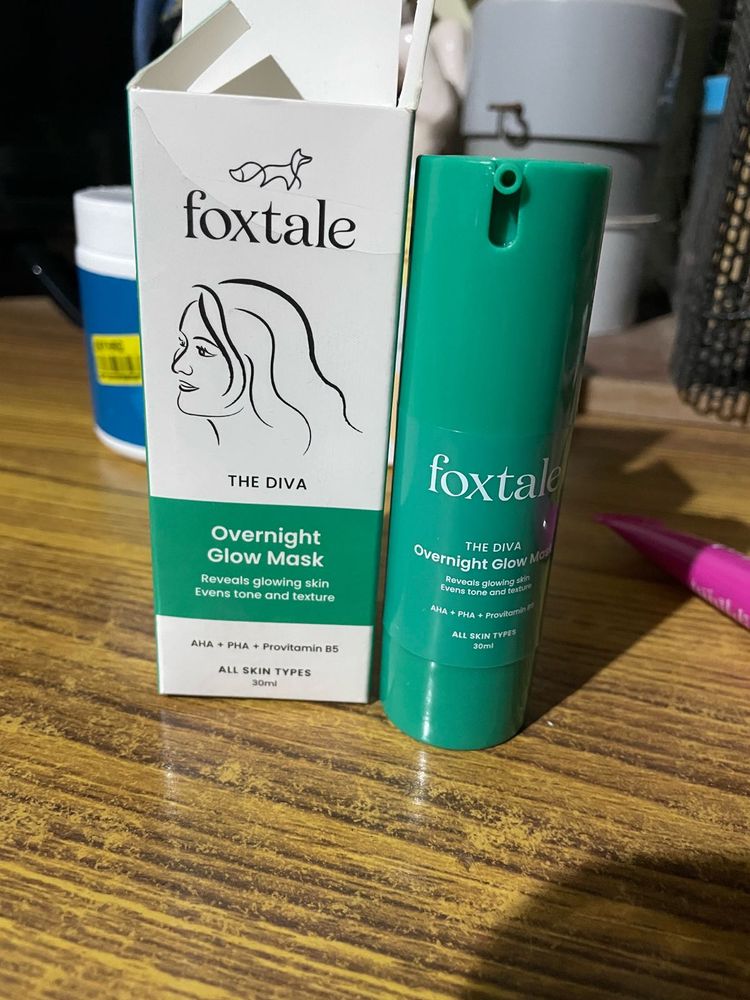 foxtale
THE DIVA
Overnight
Glow Mask
Reveals glowing skin
Evens tone and texture
AHA + PHA + Provitamin B5
ALL SKIN TYPES
30ml
foxtale
THE DIVA
Overnight Glow Mask
Reveals glowing skin
Evens tone and texture
AHA + PHA + Provitamin B5
ALL SKIN TYPES
30ml